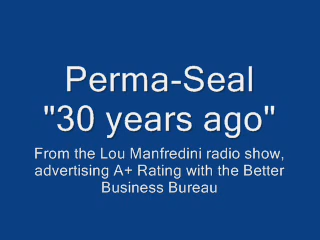 Perma-Seal
"30 years ago"
From the Lou Manfredini radio show,
advertising A+ Rating with the Better
Business Bureau